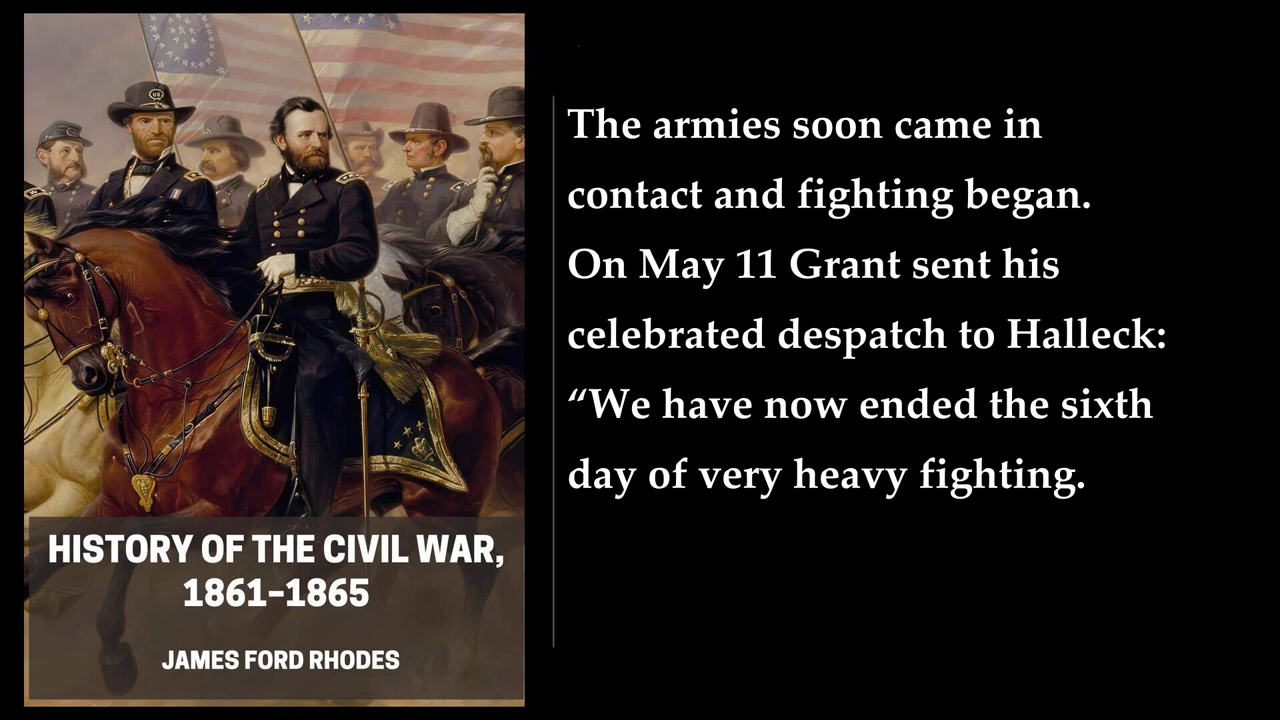 HISTORY OF THE CIVIL WAR,
1861–1865
JAMES FORD RHODES
The armies soon came in
contact and fighting began.
On May 11 Grant sent his
celebrated despatch to Halleck:
“We have now ended the sixth
day of very heavy fighting.